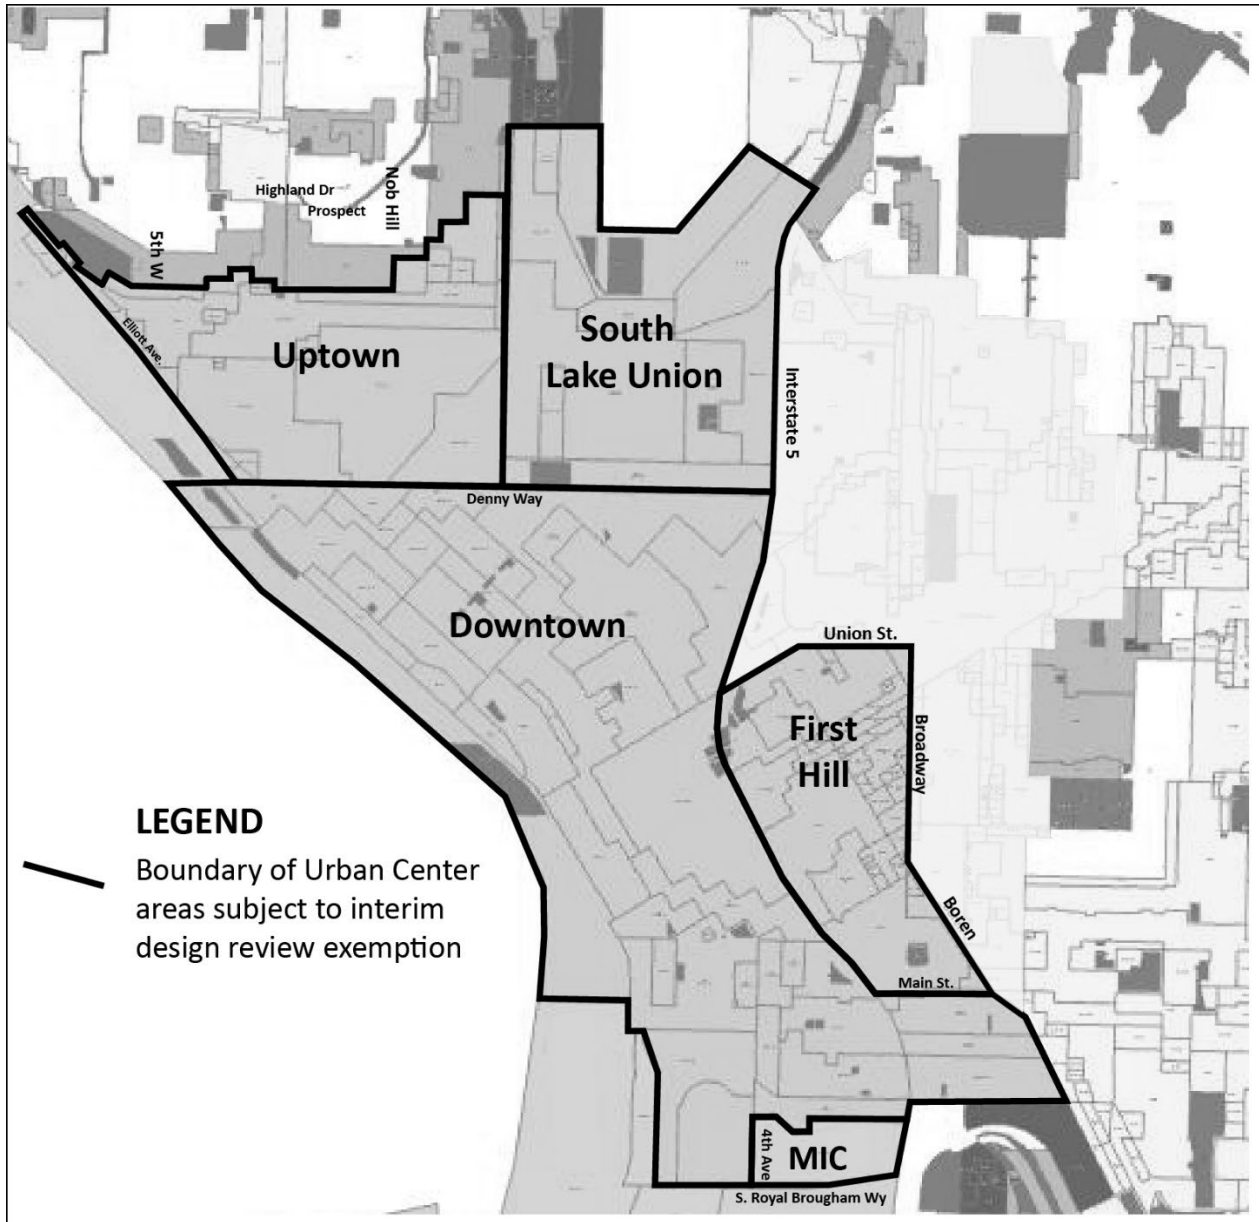 Highland Dr
Prospect
Nob Hill
5th W
Elliott Ave.
Uptown
South
Lake Union
Interstate 5
Denny Way
Downtown
Union St.
First
Hill
Broadway
Boren
Main St.
LEGEND
Boundary of Urban Center
areas subject to interim
design review exemption
4th Ave
MIC
S. Royal Brougham Wy